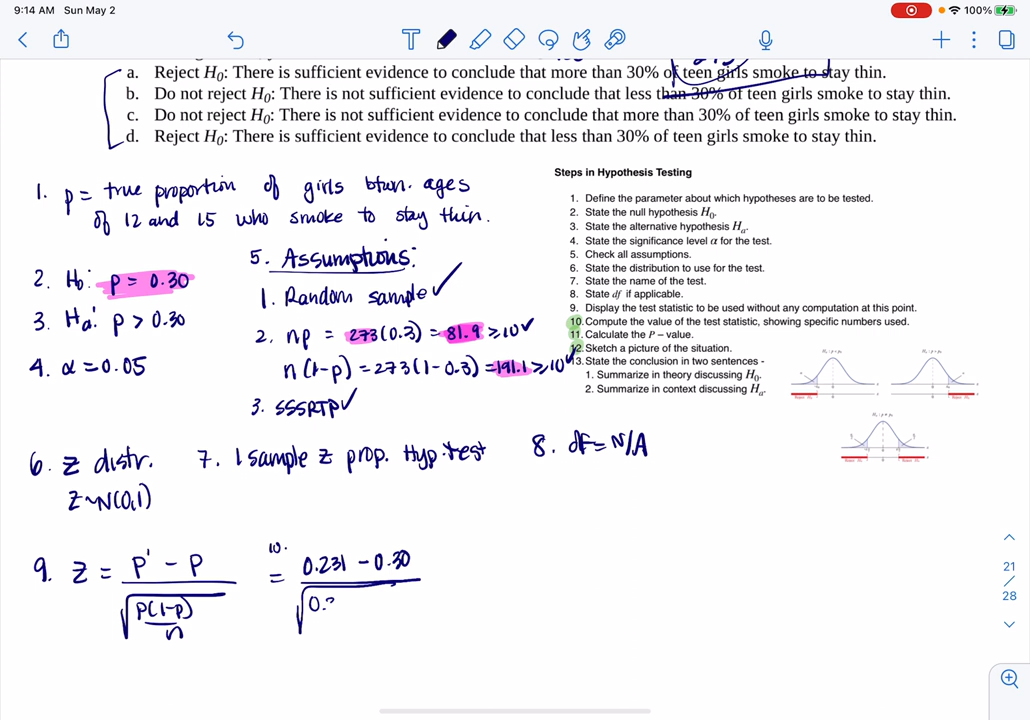 9:14 AM Sun May 2
100%
a. Reject H₀: There is sufficient evidence to conclude that more than 30% of teen girls smoke to stay thin.
b. Do not reject H₀: There is not sufficient evidence to conclude that less than 30% of teen girls smoke to stay thin.
c. Do not reject H₀: There is not sufficient evidence to conclude that more than 30% of teen girls smoke to stay thin.
d. Reject H₀: There is sufficient evidence to conclude that less than 30% of teen girls smoke to stay thin.
1. p = true proportion of girls btwn. ages
of 12 and 15 who smoke to stay thin.
2. H₀: p = 0.30
3. Ha: p > 0.30
4. α = 0.05
5. Assumptions:
1. Random sample ✓
2. np = 273(0.3) = 81.9 ≥ 10 ✓
n(1-p) = 273(1-0.3) = 191.1 ≥ 10 ✓
3. SSSRTP ✓
Steps in Hypothesis Testing
1. Define the parameter about which hypotheses are to be tested.
2. State the null hypothesis H₀.
3. State the alternative hypothesis Hₐ.
4. State the significance level α for the test.
5. Check all assumptions.
6. State the distribution to use for the test.
7. State the name of the test.
8. State df if applicable.
9. Display the test statistic to be used without any computation at this point.
10. Compute the value of the test statistic, showing specific numbers used.
11. Calculate the P – value.
12. Sketch a picture of the situation.
13. State the conclusion in two sentences -
1. Summarize in theory discussing H₀.
2. Summarize in context discussing Hₐ.
6. Z distr.
Z~N(0,1)
7. 1 sample z prop. Hyp. test
8. df = N/A
9. Z = p' - p / √(p(1-p)/n)
10. = 0.231 - 0.30 / √0.
21
/
28